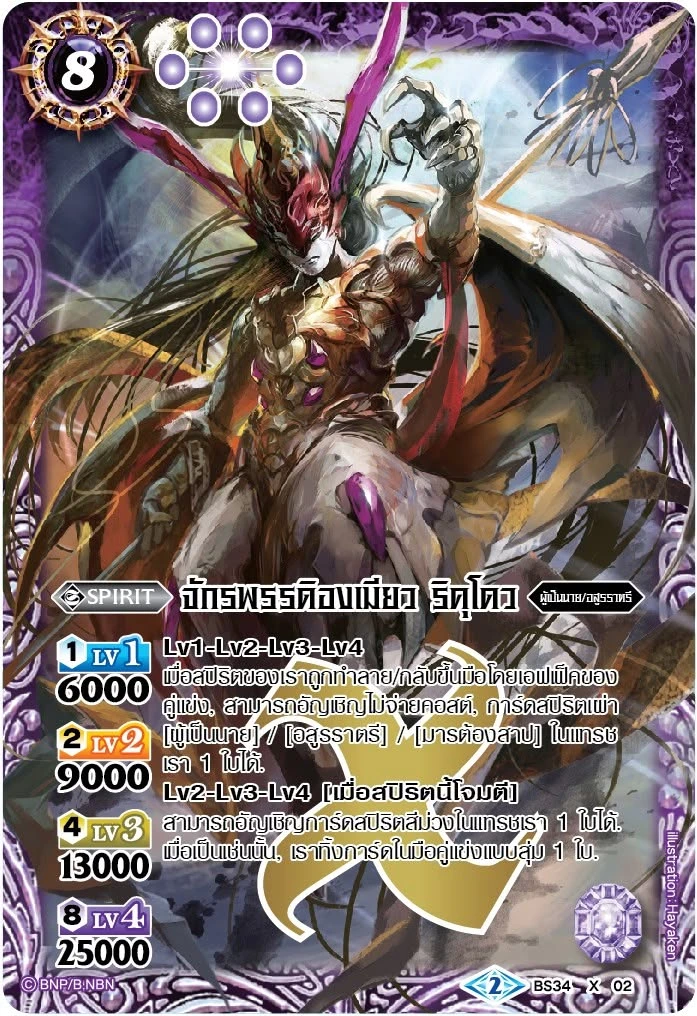 8
SPIRIT
จักรพรรดิองเมียว ริคุโดว
ผู้เป็นนาย/อสูรราตรี
1 LV1
6000
2 LV2
9000
4 LV3
13000
8 LV4
25000
Lv1-Lv2-Lv3-Lv4
เมื่อสปิริตของเราถูกทำลาย/กลับขึ้นมือโดยเอฟเฟ็คของ
คู่แข่ง, สามารถอัญเชิญไม่จ่ายคอสต์, การ์ดสปิริตเผ่า
[ผู้เป็นนาย] / [อสูรราตรี] / [มารต้องสาป] ในแทรช
เรา 1 ใบได้.
Lv2-Lv3-Lv4 [เมื่อสปิริตนี้โจมตี]
สามารถอัญเชิญการ์ดสปิริตสีม่วงในแทรชเรา 1 ใบได้.
เมื่อเป็นเช่นนั้น, เราทิ้งการ์ดในมือคู่แข่งแบบสุ่ม 1 ใบ.
illustration:Hayaken
©BNP/B;NBN
2
BS34 X 02